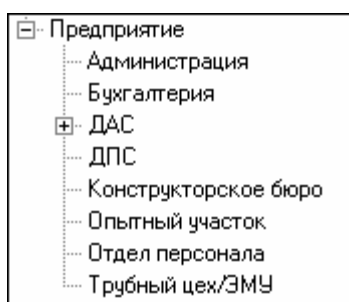 Предприятие
Администрация
Бухгалтерия
ДАС
ДПС
Конструкторское бюро
Опытный участок
Отдел персонала
Трубный цех/ЭМУ